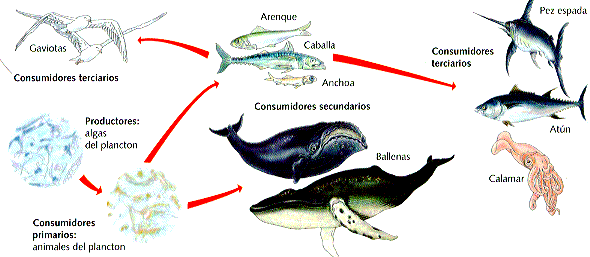 Arenque
Pez espada
Gaviotas
Caballa
Consumidores
terciarios
Consumidores terciarios
Anchoa
Consumidores secundarios
Productores:
algas
del plancton
Atún
Ballenas
Calamar
Consumidores
primarios:
animales del plancton